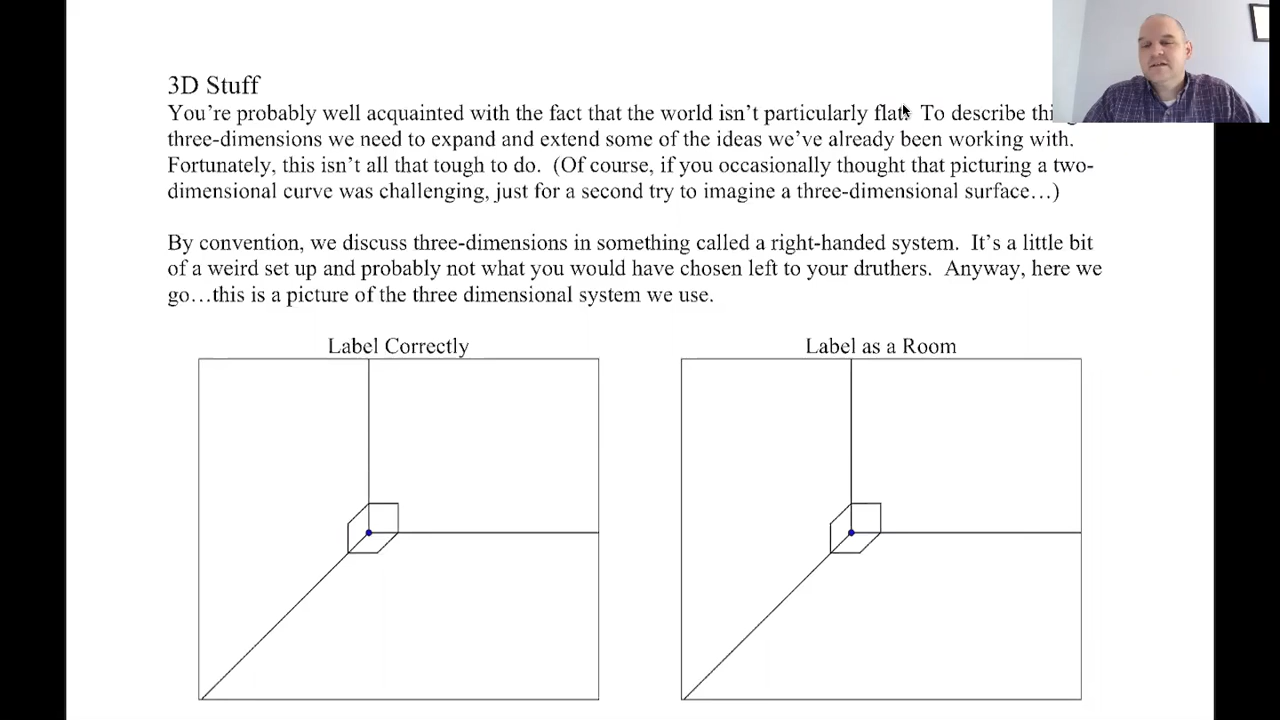 3D Stuff
You're probably well acquainted with the fact that the world isn't particularly flat. To describe
three-dimensions we need to expand and extend some of the ideas we've already been working with.
Fortunately, this isn't all that tough to do. (Of course, if you occasionally thought that picturing a two-
dimensional curve was challenging, just for a second try to imagine a three-dimensional surface…)
By convention, we discuss three-dimensions in something called a right-handed system. It's a little bit
of a weird set up and probably not what you would have chosen left to your druthers. Anyway, here we
go…this is a picture of the three dimensional system we use.
Label Correctly
Label as a Room